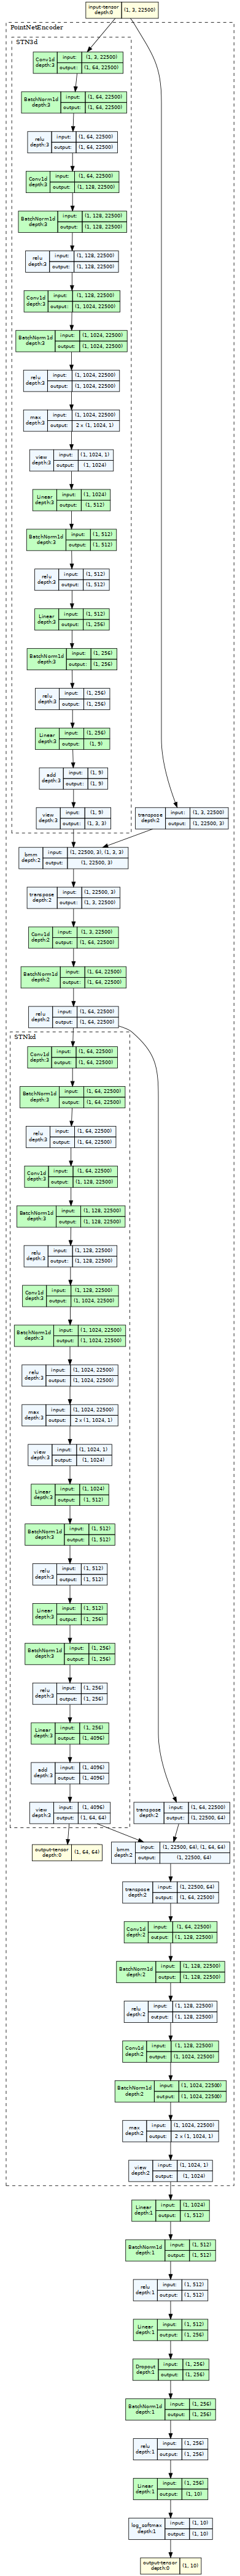 input-tensor depth:0 (1, 3, 22500)
PointNetEncoder
STN3d
Conv1d depth:3 input: (1, 3, 22500) output: (1, 64, 22500)
BatchNorm1d depth:3 input: (1, 64, 22500) output: (1, 64, 22500)
relu depth:3 input: (1, 64, 22500) output: (1, 64, 22500)
Conv1d depth:3 input: (1, 64, 22500) output: (1, 128, 22500)
BatchNorm1d depth:3 input: (1, 128, 22500) output: (1, 128, 22500)
relu depth:3 input: (1, 128, 22500) output: (1, 128, 22500)
Conv1d depth:3 input: (1, 128, 22500) output: (1, 1024, 22500)
BatchNorm1d depth:3 input: (1, 1024, 22500) output: (1, 1024, 22500)
relu depth:3 input: (1, 1024, 22500) output: (1, 1024, 22500)
max depth:3 input: (1, 1024, 22500) output: 2 x (1, 1024, 1)
view depth:3 input: (1, 1024, 1) output: (1, 1024)
Linear depth:3 input: (1, 1024) output: (1, 512)
BatchNorm1d depth:3 input: (1, 512) output: (1, 512)
relu depth:3 input: (1, 512) output: (1, 512)
Linear depth:3 input: (1, 512) output: (1, 256)
BatchNorm1d depth:3 input: (1, 256) output: (1, 256)
relu depth:3 input: (1, 256) output: (1, 256)
Linear depth:3 input: (1, 256) output: (1, 9)
add depth:3 input: (1, 9) output: (1, 9)
view depth:3 input: (1, 9) output: (1, 3, 3)
transpose depth:2 input: (1, 3, 22500) output: (1, 22500, 3)
bmm depth:2 input: (1, 22500, 3), (1, 3, 3) output: (1, 22500, 3)
transpose depth:2 input: (1, 22500, 3) output: (1, 3, 22500)
Conv1d depth:2 input: (1, 3, 22500) output: (1, 64, 22500)
BatchNorm1d depth:2 input: (1, 64, 22500) output: (1, 64, 22500)
relu depth:2 input: (1, 64, 22500) output: (1, 64, 22500)
STNkd
Conv1d depth:3 input: (1, 64, 22500) output: (1, 64, 22500)
BatchNorm1d depth:3 input: (1, 64, 22500) output: (1, 64, 22500)
relu depth:3 input: (1, 64, 22500) output: (1, 64, 22500)
Conv1d depth:3 input: (1, 64, 22500) output: (1, 128, 22500)
BatchNorm1d depth:3 input: (1, 128, 22500) output: (1, 128, 22500)
relu depth:3 input: (1, 128, 22500) output: (1, 128, 22500)
Conv1d depth:3 input: (1, 128, 22500) output: (1, 1024, 22500)
BatchNorm1d depth:3 input: (1, 1024, 22500) output: (1, 1024, 22500)
relu depth:3 input: (1, 1024, 22500) output: (1, 1024, 22500)
max depth:3 input: (1, 1024, 22500) output: 2 x (1, 1024, 1)
view depth:3 input: (1, 1024, 1) output: (1, 1024)
Linear depth:3 input: (1, 1024) output: (1, 512)
BatchNorm1d depth:3 input: (1, 512) output: (1, 512)
relu depth:3 input: (1, 512) output: (1, 512)
Linear depth:3 input: (1, 512) output: (1, 256)
BatchNorm1d depth:3 input: (1, 256) output: (1, 256)
relu depth:3 input: (1, 256) output: (1, 256)
Linear depth:3 input: (1, 256) output: (1, 4096)
add depth:3 input: (1, 4096) output: (1, 4096)
view depth:3 input: (1, 4096) output: (1, 64, 64)
transpose depth:2 input: (1, 64, 22500) output: (1, 22500, 64)
output-tensor depth:0 (1, 64, 64)
bmm depth:2 input: (1, 22500, 64), (1, 64, 64) output: (1, 22500, 64)
transpose depth:2 input: (1, 22500, 64) output: (1, 64, 22500)
Conv1d depth:2 input: (1, 64, 22500) output: (1, 128, 22500)
BatchNorm1d depth:2 input: (1, 128, 22500) output: (1, 128, 22500)
relu depth:2 input: (1, 128, 22500) output: (1, 128, 22500)
Conv1d depth:2 input: (1, 128, 22500) output: (1, 1024, 22500)
BatchNorm1d depth:2 input: (1, 1024, 22500) output: (1, 1024, 22500)
max depth:2 input: (1, 1024, 22500) output: 2 x (1, 1024, 1)
view depth:2 input: (1, 1024, 1) output: (1, 1024)
Linear depth:1 input: (1, 1024) output: (1, 512)
BatchNorm1d depth:1 input: (1, 512) output: (1, 512)
relu depth:1 input: (1, 512) output: (1, 512)
Linear depth:1 input: (1, 512) output: (1, 256)
Dropout depth:1 input: (1, 256) output: (1, 256)
BatchNorm1d depth:1 input: (1, 256) output: (1, 256)
relu depth:1 input: (1, 256) output: (1, 256)
Linear depth:1 input: (1, 256) output: (1, 10)
log_softmax depth:1 input: (1, 10) output: (1, 10)
output-tensor depth:0 (1, 10)